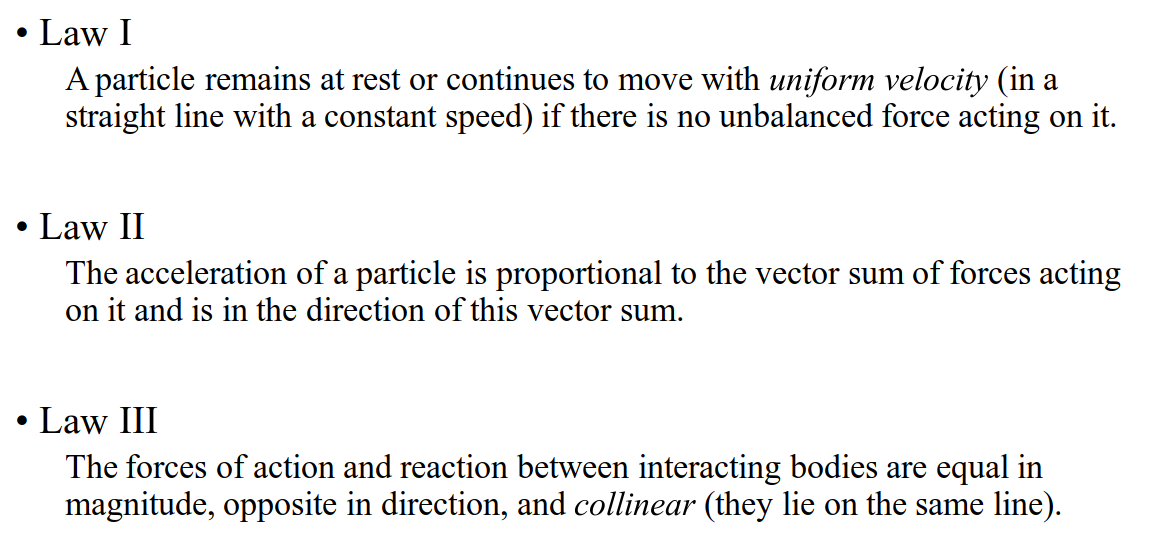 • Law I
A particle remains at rest or continues to move with uniform velocity (in a
straight line with a constant speed) if there is no unbalanced force acting on it.
• Law II
The acceleration of a particle is proportional to the vector sum of forces acting
on it and is in the direction of this vector sum.
• Law III
The forces of action and reaction between interacting bodies are equal in
magnitude, opposite in direction, and collinear (they lie on the same line).